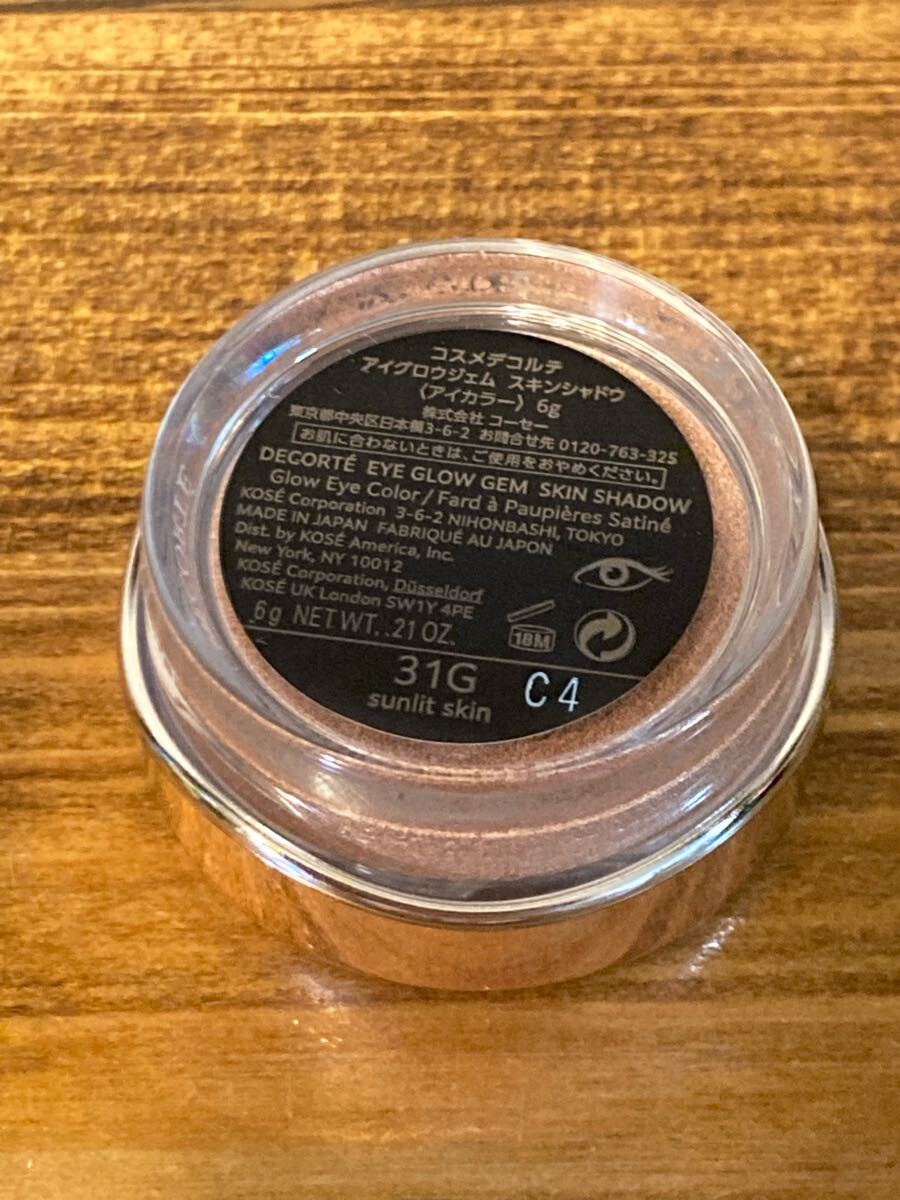 コスメデコルテ
アイグロウジェム スキンシャドウ
(アイカラー) 6g
株式会社 コーセー
東京都中央区日本橋3-6-2 お問合せ先 0120-763-325
お肌に合わないときは、ご使用をおやめください。
DECORTÉ EYE GLOW GEM SKIN SHADOW
Glow Eye Color/Fard à Paupières Satiné
KOSÉ Corporation 3-6-2 NIHONBASHI, TOKYO
MADE IN JAPAN FABRIQUÉ AU JAPON
Dist. by KOSÉ America, Inc.
New York, NY 10012
KOSÉ Corporation, Düsseldorf
KOSÉ UK London SW1Y 4PE
6g NET WT. .21 OZ.
18M
31G
sunlit skin
C4